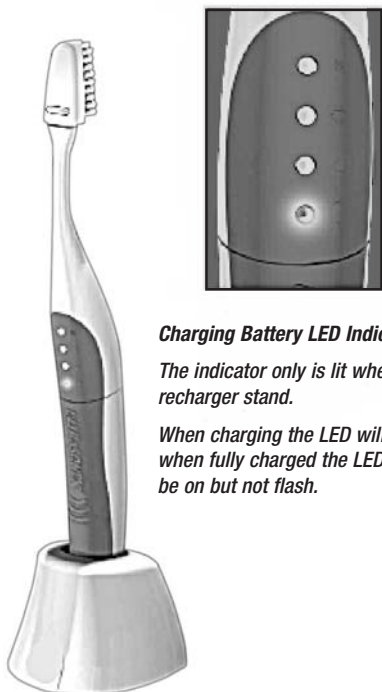 Charging Battery LED Indic
The indicator only is lit whe
recharger stand.
When charging the LED will
when fully charged the LED
be on but not flash.